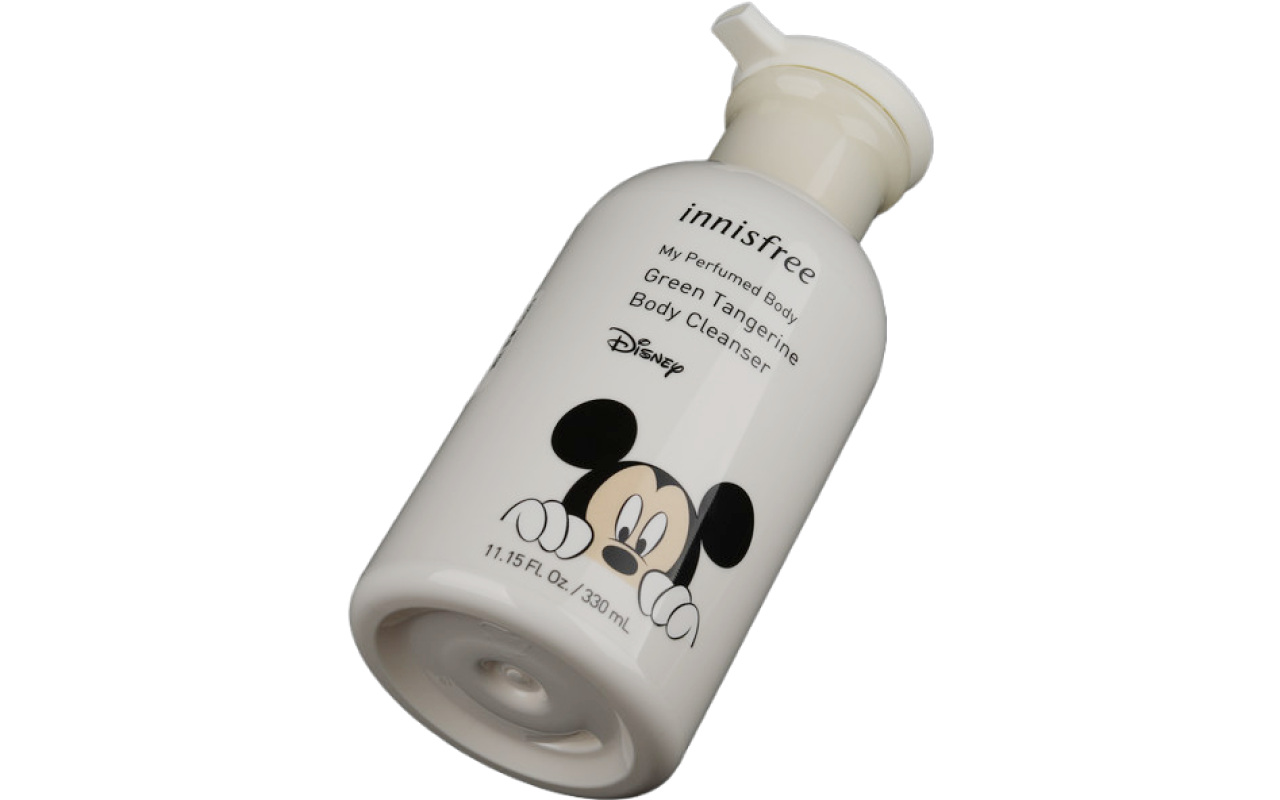 innisfree
My Perfumed Body
Green Tangerine
Body Cleanser
Disney
11.15 Fl. Oz. / 330 mL